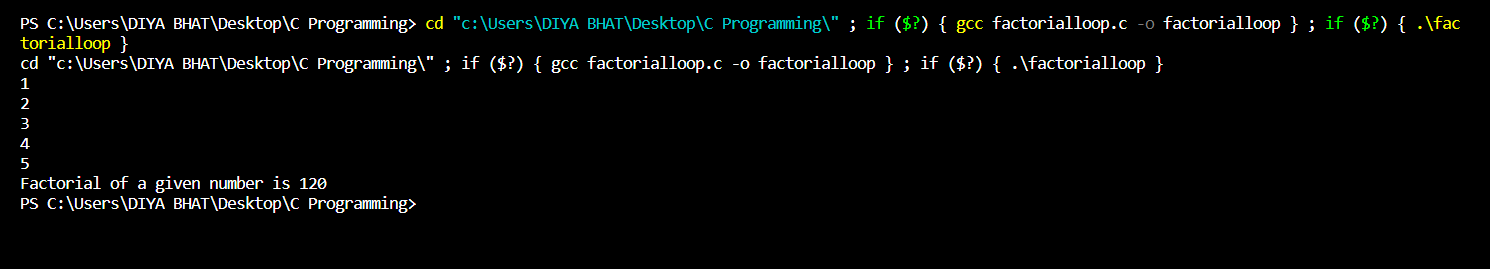 PS C:\Users\DIYA BHAT\Desktop\C Programming> cd "c:\Users\DIYA BHAT\Desktop\C Programming\" ; if ($?) { gcc factorialloop.c -o factorialloop } ; if ($?) { .\fac
torialloop }
cd "c:\Users\DIYA BHAT\Desktop\C Programming\" ; if ($?) { gcc factorialloop.c -o factorialloop } ; if ($?) { .\factorialloop }
1
2
3
4
5
Factorial of a given number is 120
PS C:\Users\DIYA BHAT\Desktop\C Programming>